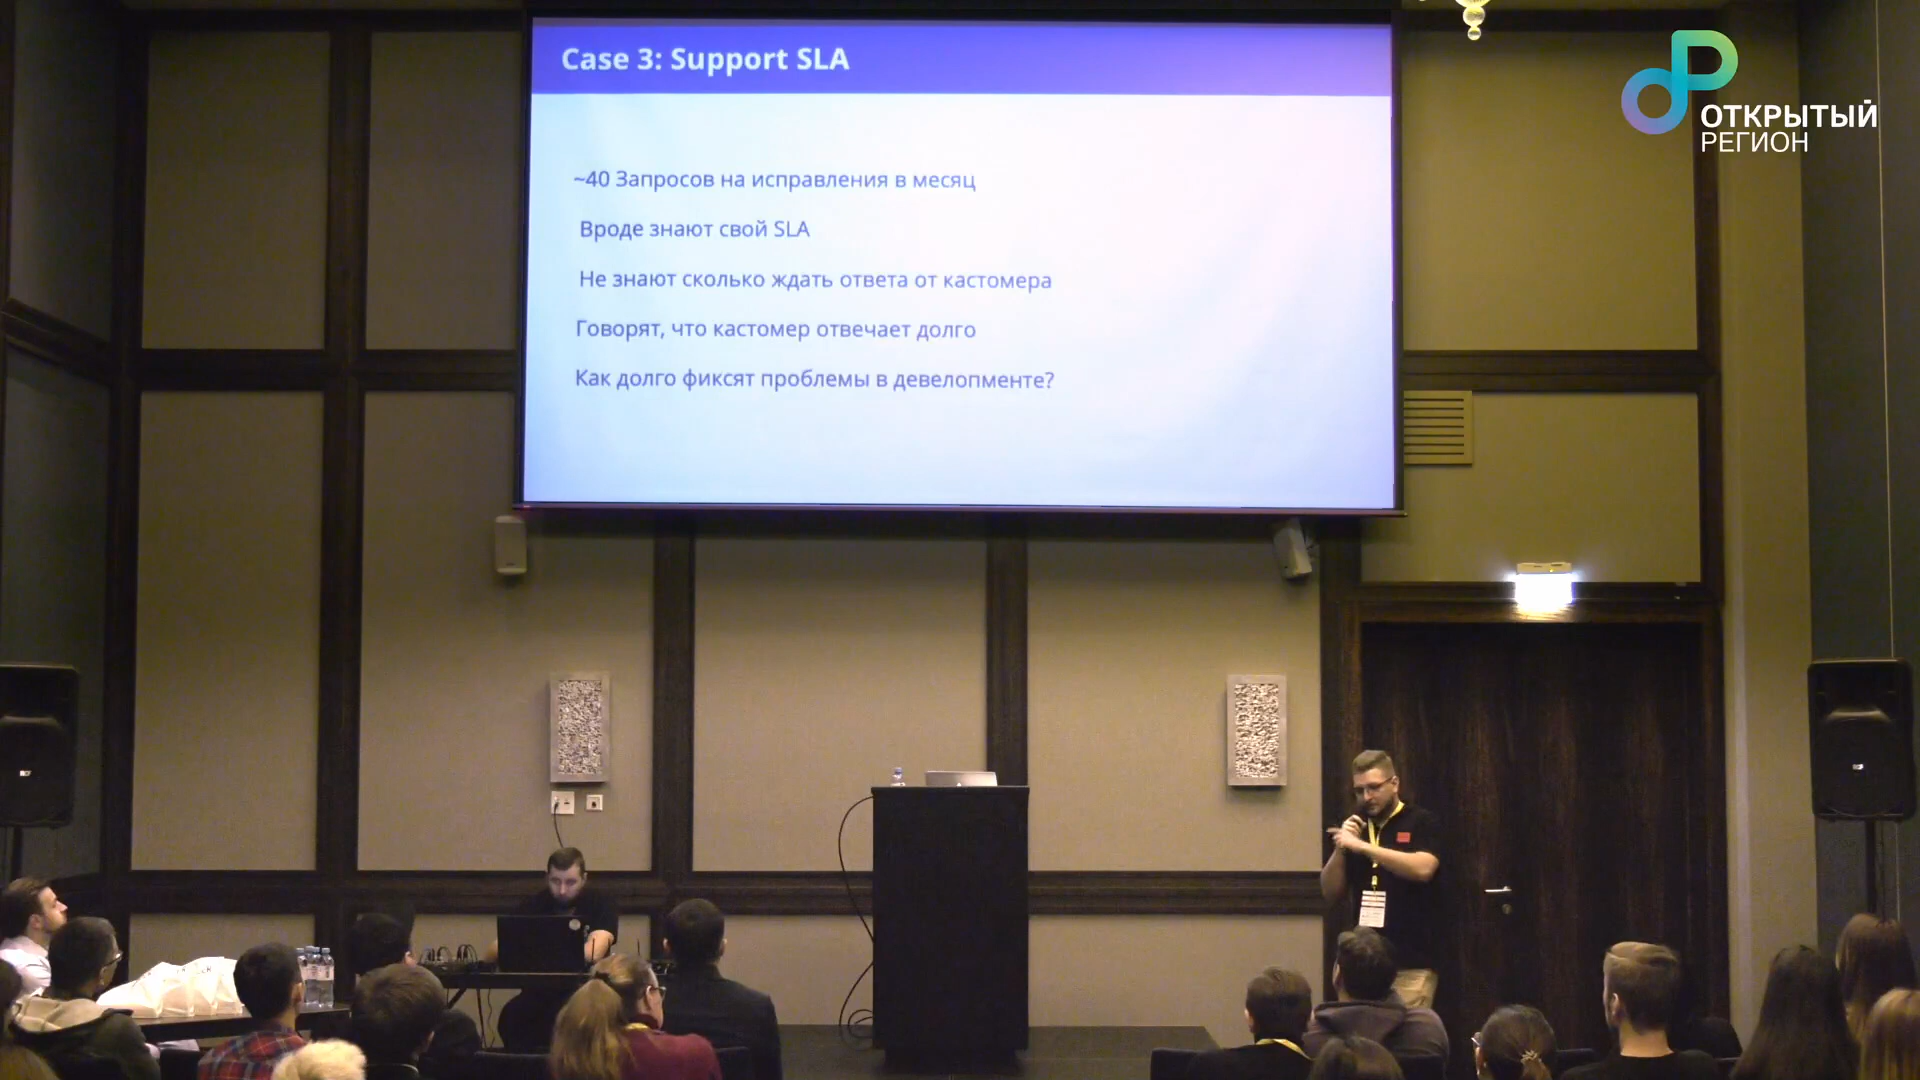 Case 3: Support SLA
~40 Запросов на исправления в месяц
Вроде знают свой SLA
Не знают сколько ждать ответа от кастомера
Говорят, что кастомер отвечает долго
Как долго фиксят проблемы в девелопменте?
ОТКРЫТЫЙ
РЕГИОН